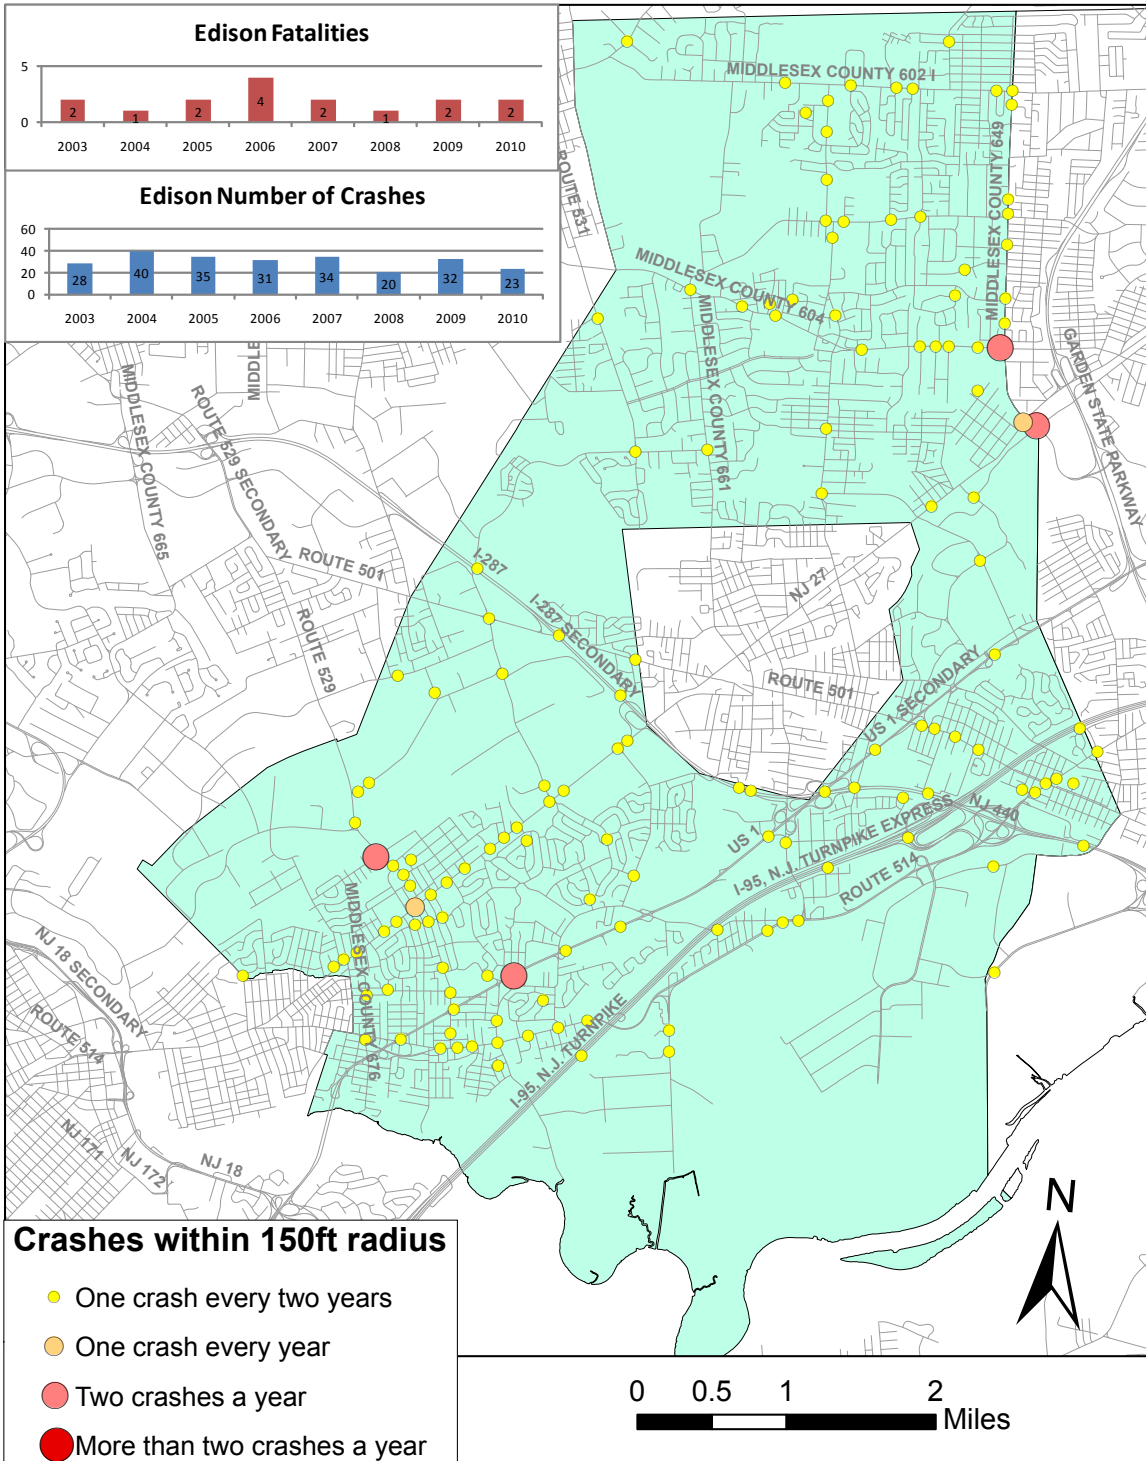 Edison Fatalities
5
0
2
1
2
4
2
1
2
2
2003 2004 2005 2006 2007 2008 2009 2010
Edison Number of Crashes
60
40
20
0
28
40
35
31
34
20
32
23
2003 2004 2005 2006 2007 2008 2009 2010
MIDDLESEX COUNTY 602 I
MIDDLESEX COUNTY 649
ROUTE 531
MIDDLESEX COUNTY 604
MIDDLESEX COUNTY 661
GARDEN STATE PARKWAY
MIDDLESEX COUNTY 665
ROUTE 529 SECONDARY
ROUTE 501
ROUTE 529
I-287
I-287 SECONDARY
NJ 27
ROUTE 501
US 1 SECONDARY
US 1
NJ 440
I-95, N.J. TURNPIKE EXPRESS
ROUTE 514
MIDDLESEX COUNTY 676
I-95, N.J. TURNPIKE
NJ 18 SECONDARY
ROUTE 514
NJ 171
NJ 172
NJ 18
N
Crashes within 150ft radius
One crash every two years
One crash every year
Two crashes a year
More than two crashes a year
0 0.5 1 2
Miles